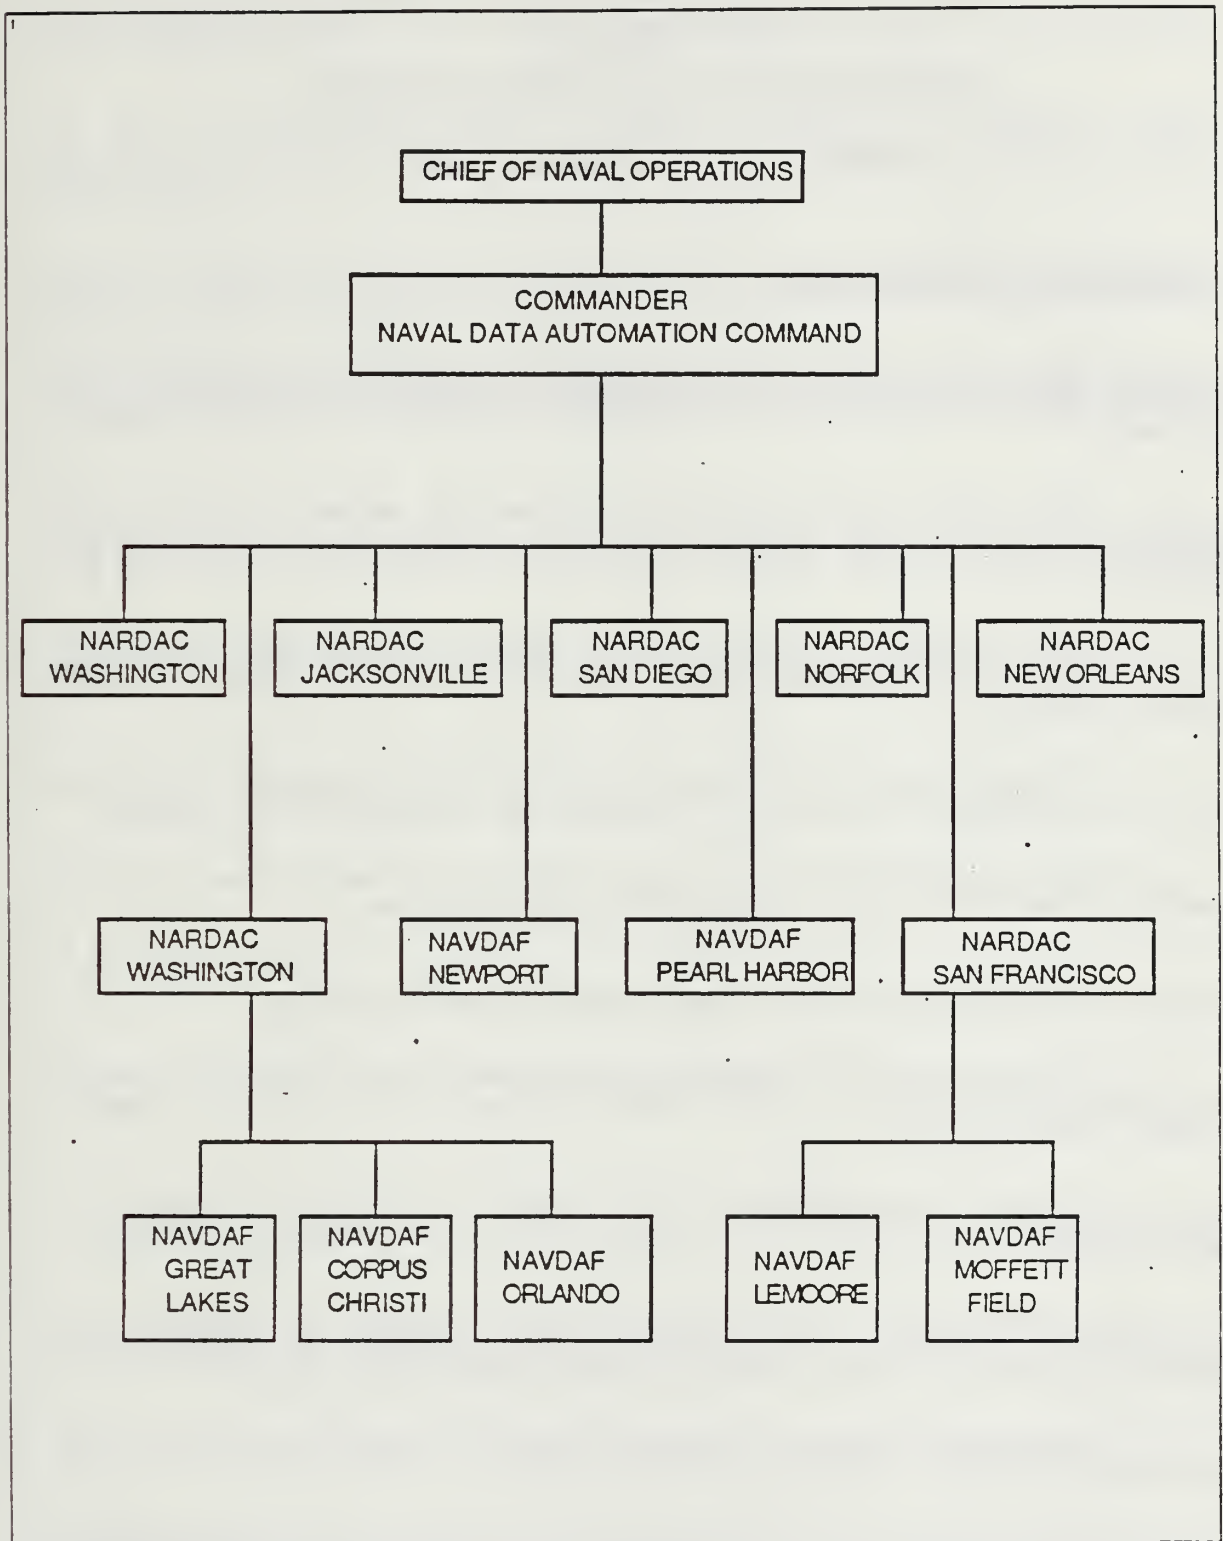 CHIEF OF NAVAL OPERATIONS
COMMANDER
NAVAL DATA AUTOMATION COMMAND
NARDAC
WASHINGTON
NARDAC
JACKSONVILLE
NARDAC
SAN DIEGO
NARDAC
NORFOLK
NARDAC
NEW ORLEANS
NARDAC
WASHINGTON
NAVDAF
NEWPORT
NAVDAF
PEARL HARBOR
NARDAC
SAN FRANCISCO
NAVDAF
GREAT
LAKES
NAVDAF
CORPUS
CHRISTI
NAVDAF
ORLANDO
NAVDAF
LEMOORE
NAVDAF
MOFFETT
FIELD